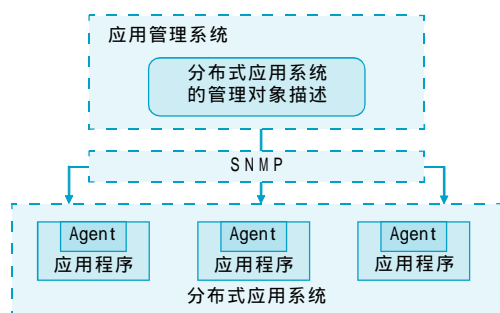 应用管理系统
分布式应用系统
的管理对象描述
SNMP
Agent Agent Agent
应用程序 应用程序 应用程序
分布式应用系统